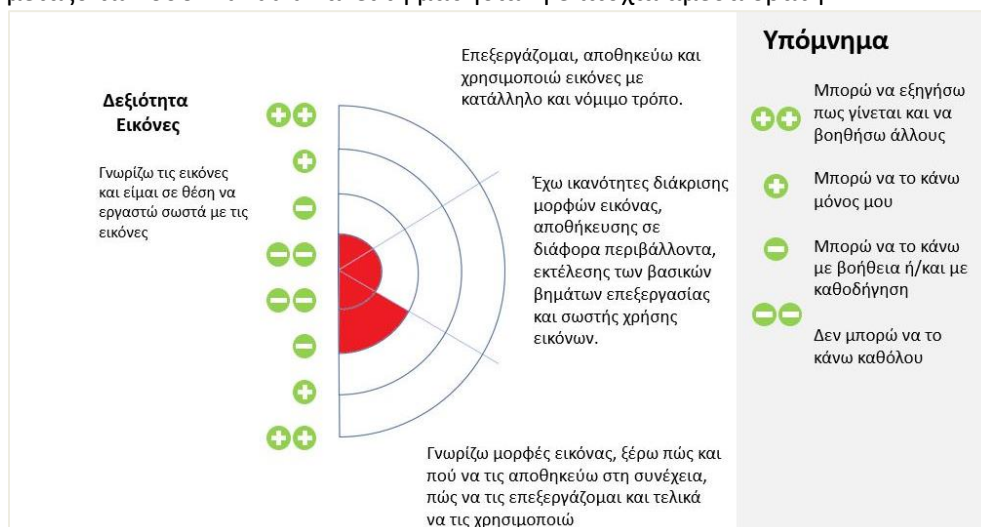 Δεξιότητα
Εικόνες
Γνωρίζω τις εικόνες
και είμαι σε θέση να
εργαστώ σωστά με τις
εικόνες
Επεξεργάζομαι, αποθηκεύω και
χρησιμοποιώ εικόνες με
κατάλληλο και νόμιμο τρόπο.
Έχω ικανότητες διάκρισης
μορφών εικόνας,
αποθήκευσης σε
διάφορα περιβάλλοντα,
εκτέλεσης των βασικών
βημάτων επεξεργασίας
και σωστής χρήσης
εικόνων.
Γνωρίζω μορφές εικόνας, ξέρω πώς και
πού να τις αποθηκεύω στη συνέχεια,
πώς να τις επεξεργάζομαι και τελικά
να τις χρησιμοποιώ
Υπόμνημα
Μπορώ να εξηγήσω
πως γίνεται και να
βοηθήσω άλλους
Μπορώ να το κάνω
μόνος μου
Μπορώ να το κάνω
με βοήθεια ή/και με
καθοδήγηση
Δεν μπορώ να το
κάνω καθόλου